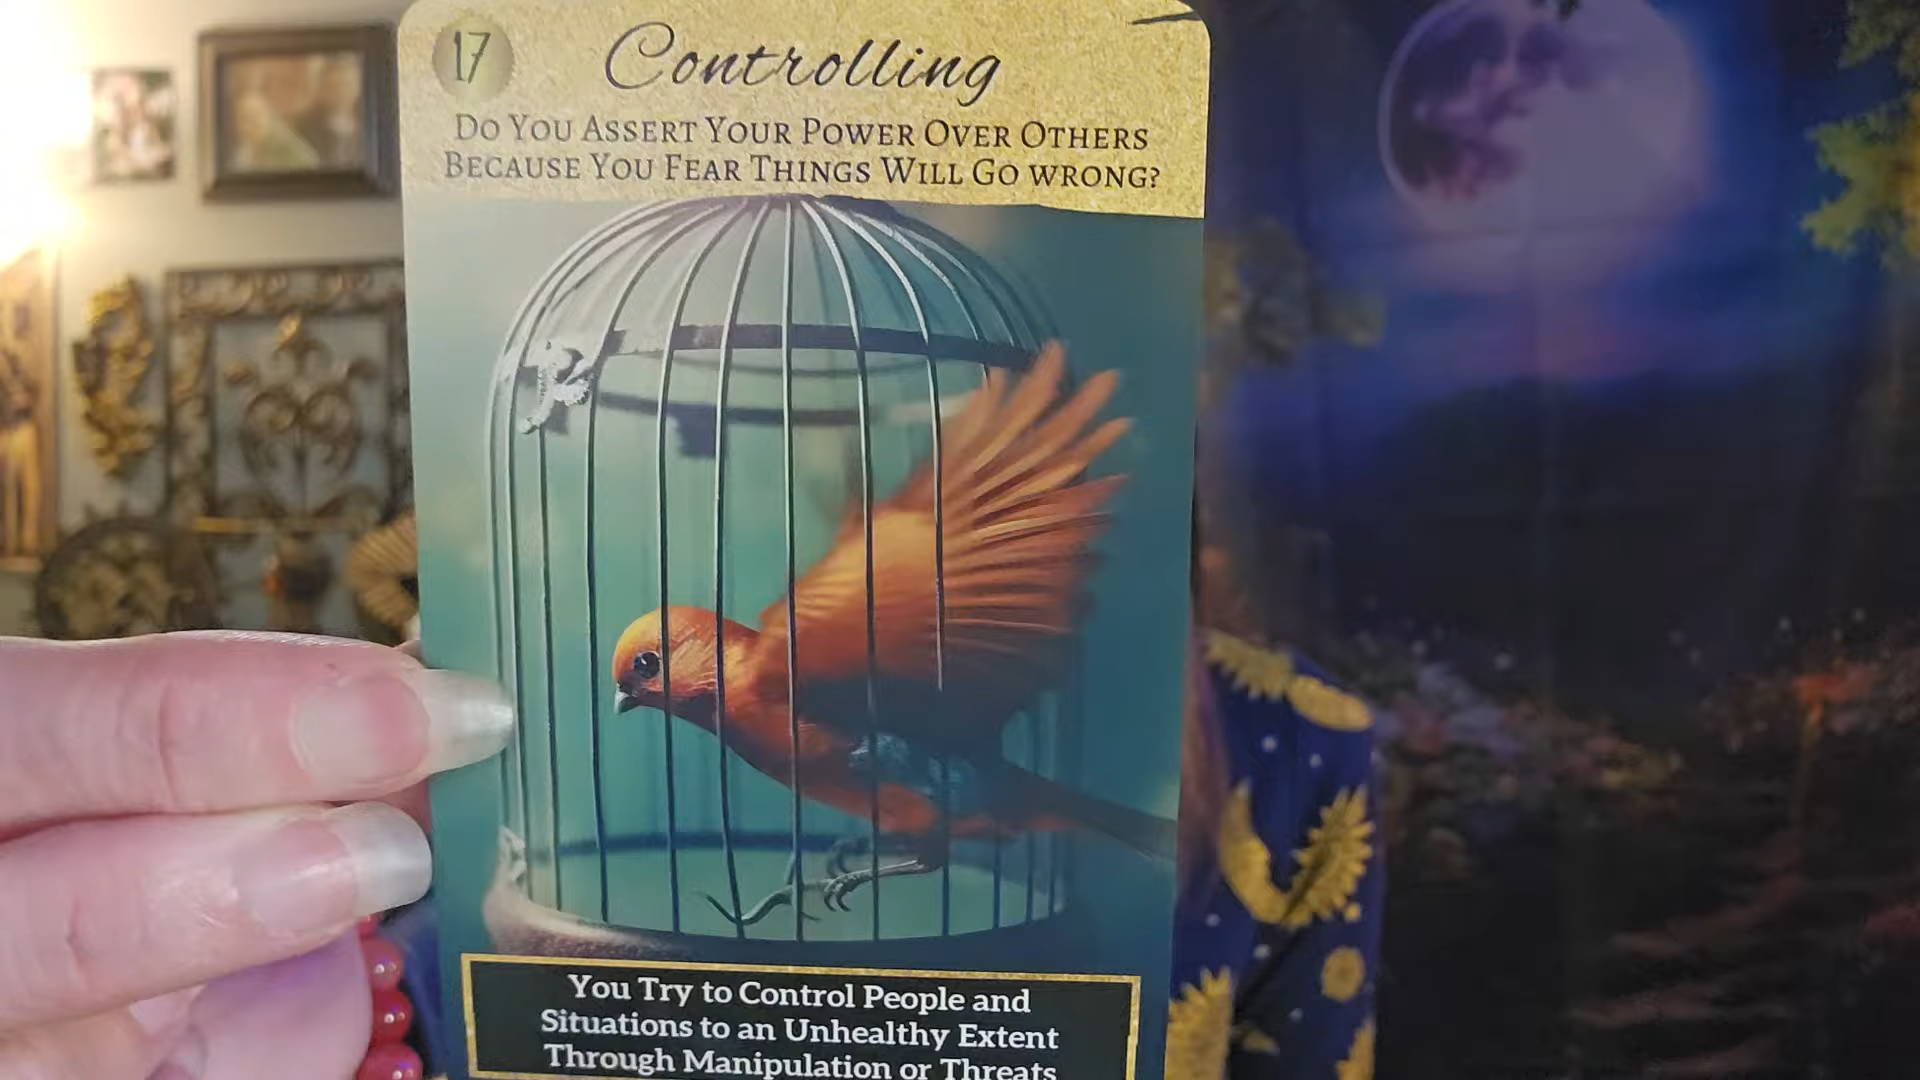 17
Controlling
Do You Assert Your Power Over Others
Because You Fear Things Will Go wrong?
You Try to Control People and
Situations to an Unhealthy Extent
Through Manipulation or Threats